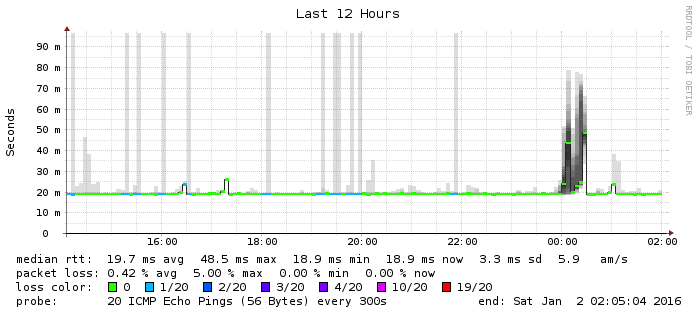 Last 12 Hours
RRDTOOL / TOBI OETIKER
Seconds
90 m
80 m
70 m
60 m
50 m
40 m
30 m
20 m
10 m
0
16:00 18:00 20:00 22:00 00:00 02:00
median rtt: 19.7 ms avg 48.5 ms max 18.9 ms min 18.9 ms now 3.3 ms sd 5.9 am/s
packet loss: 0.42 % avg 5.00 % max 0.00 % min 0.00 % now
loss color: 0 1/20 2/20 3/20 4/20 10/20 19/20
probe: 20 ICMP Echo Pings (56 Bytes) every 300s end: Sat Jan 2 02:05:04 2016